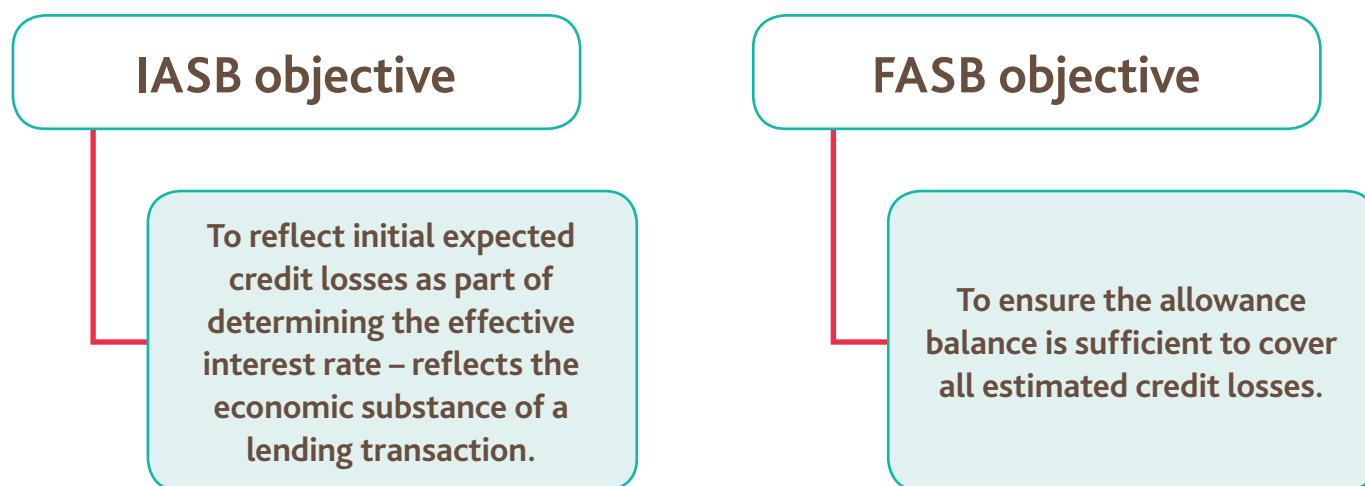 IASB objective
To reflect initial expected
credit losses as part of
determining the effective
interest rate – reflects the
economic substance of a
lending transaction.
FASB objective
To ensure the allowance
balance is sufficient to cover
all estimated credit losses.